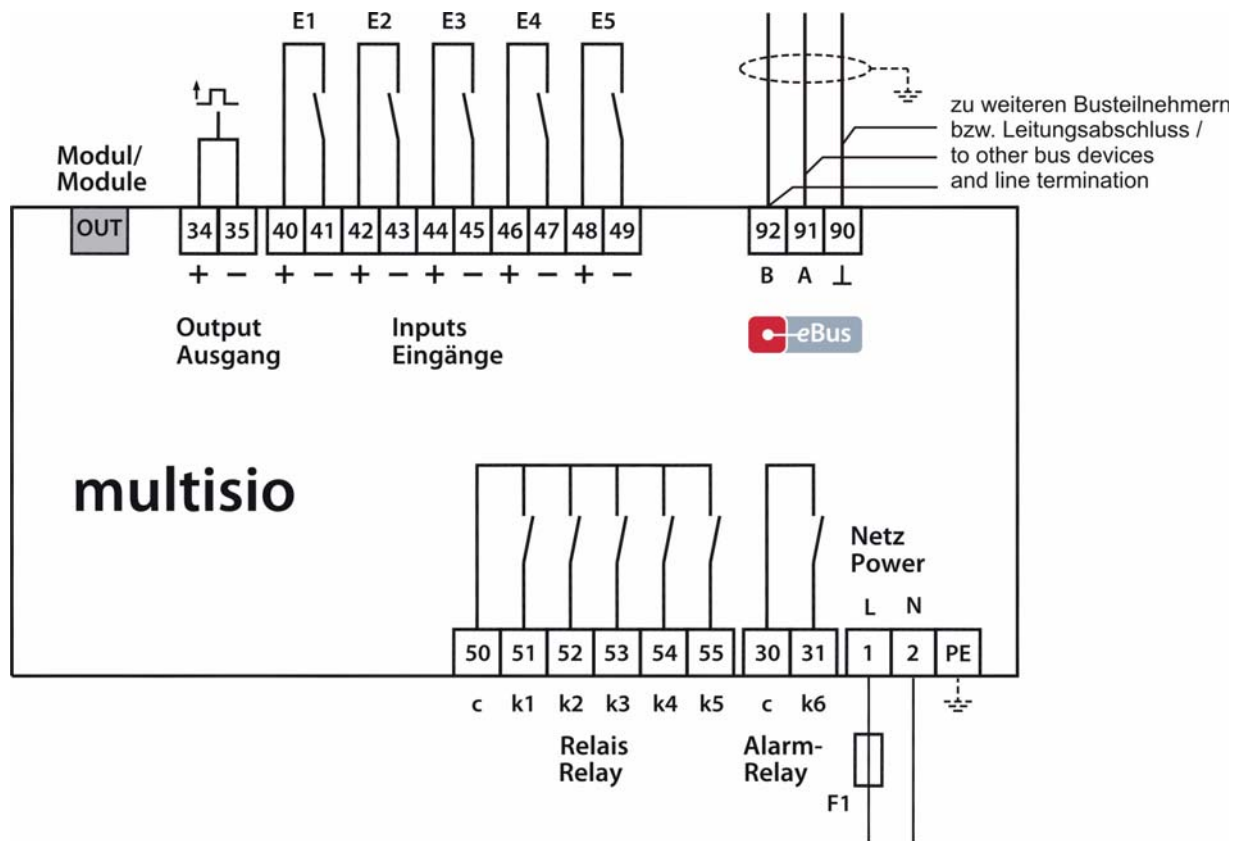 E1 E2 E3 E4 E5
zu weiteren Busteilnehmern
bzw. Leitungsabschluss /
to other bus devices
and line termination
Modul/
Module
OUT 34 35 40 41 42 43 44 45 46 47 48 49 92 91 90
+ − + − + − + − + − + − B A ⊥
Output
Ausgang
Inputs
Eingänge
eBus
multisio
Netz
Power
L N
50 51 52 53 54 55 30 31 1 2 PE
c k1 k2 k3 k4 k5 c k6
Relais
Relay
Alarm-
Relay
F1